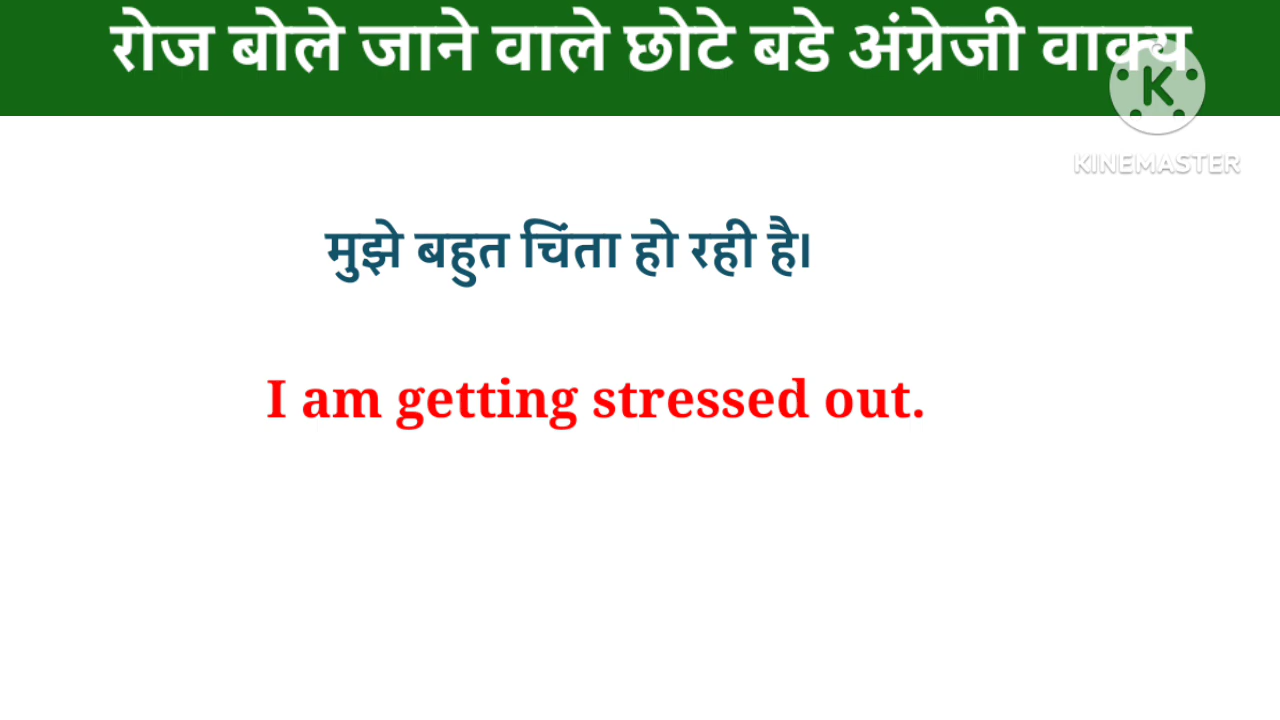 रोज बोले जाने वाले छोटे बडे अंग्रेजी वाक्य
K
KINEMASTER
मुझे बहुत चिंता हो रही है।
I am getting stressed out.